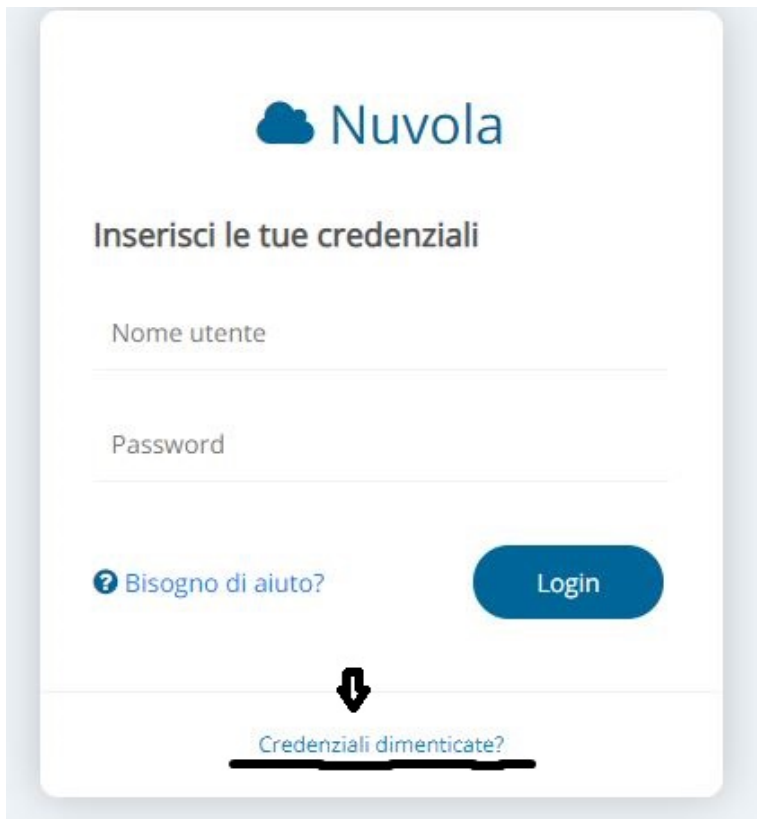 Nuvola
Inserisci le tue credenziali
Nome utente
Password
Bisogno di aiuto?
Login
Credenziali dimenticate?